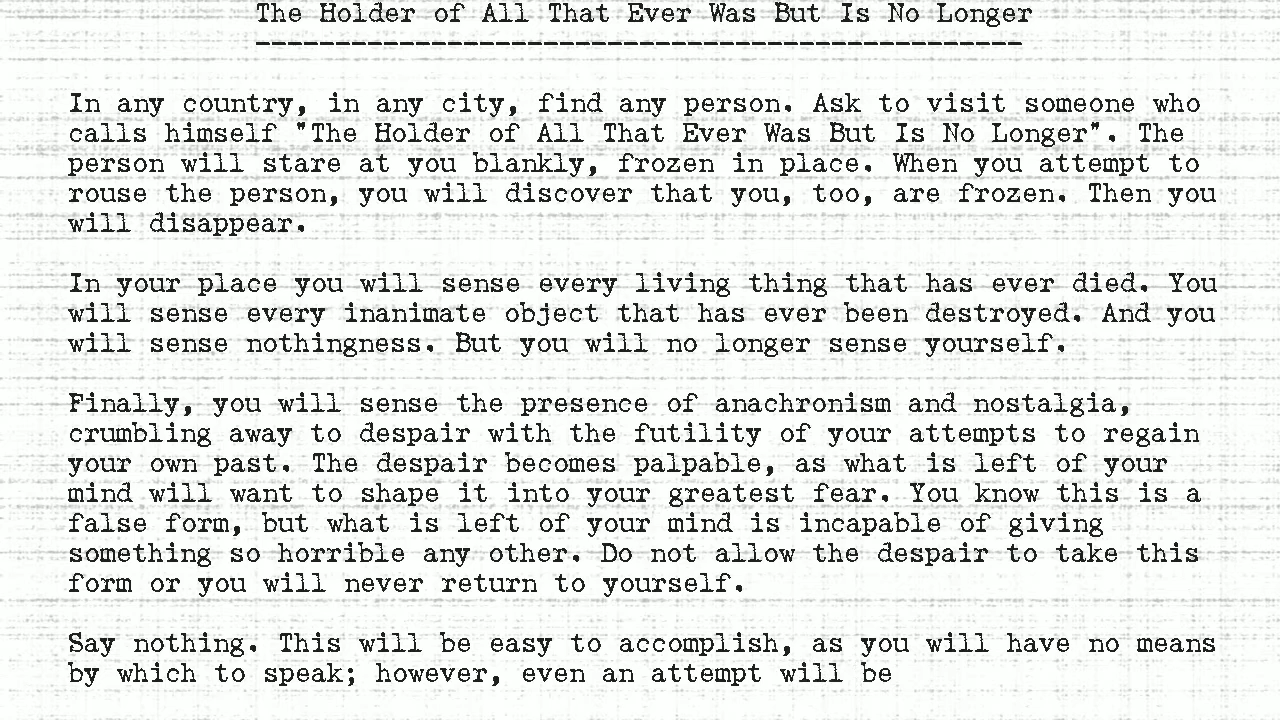 The Holder of All That Ever Was But Is No Longer
------------------------------------------------
In any country, in any city, find any person. Ask to visit someone who
calls himself "The Holder of All That Ever Was But Is No Longer". The
person will stare at you blankly, frozen in place. When you attempt to
rouse the person, you will discover that you, too, are frozen. Then you
will disappear.
In your place you will sense every living thing that has ever died. You
will sense every inanimate object that has ever been destroyed. And you
will sense nothingness. But you will no longer sense yourself.
Finally, you will sense the presence of anachronism and nostalgia,
crumbling away to despair with the futility of your attempts to regain
your own past. The despair becomes palpable, as what is left of your
mind will want to shape it into your greatest fear. You know this is a
false form, but what is left of your mind is incapable of giving
something so horrible any other. Do not allow the despair to take this
form or you will never return to yourself.
Say nothing. This will be easy to accomplish, as you will have no means
by which to speak; however, even an attempt will be